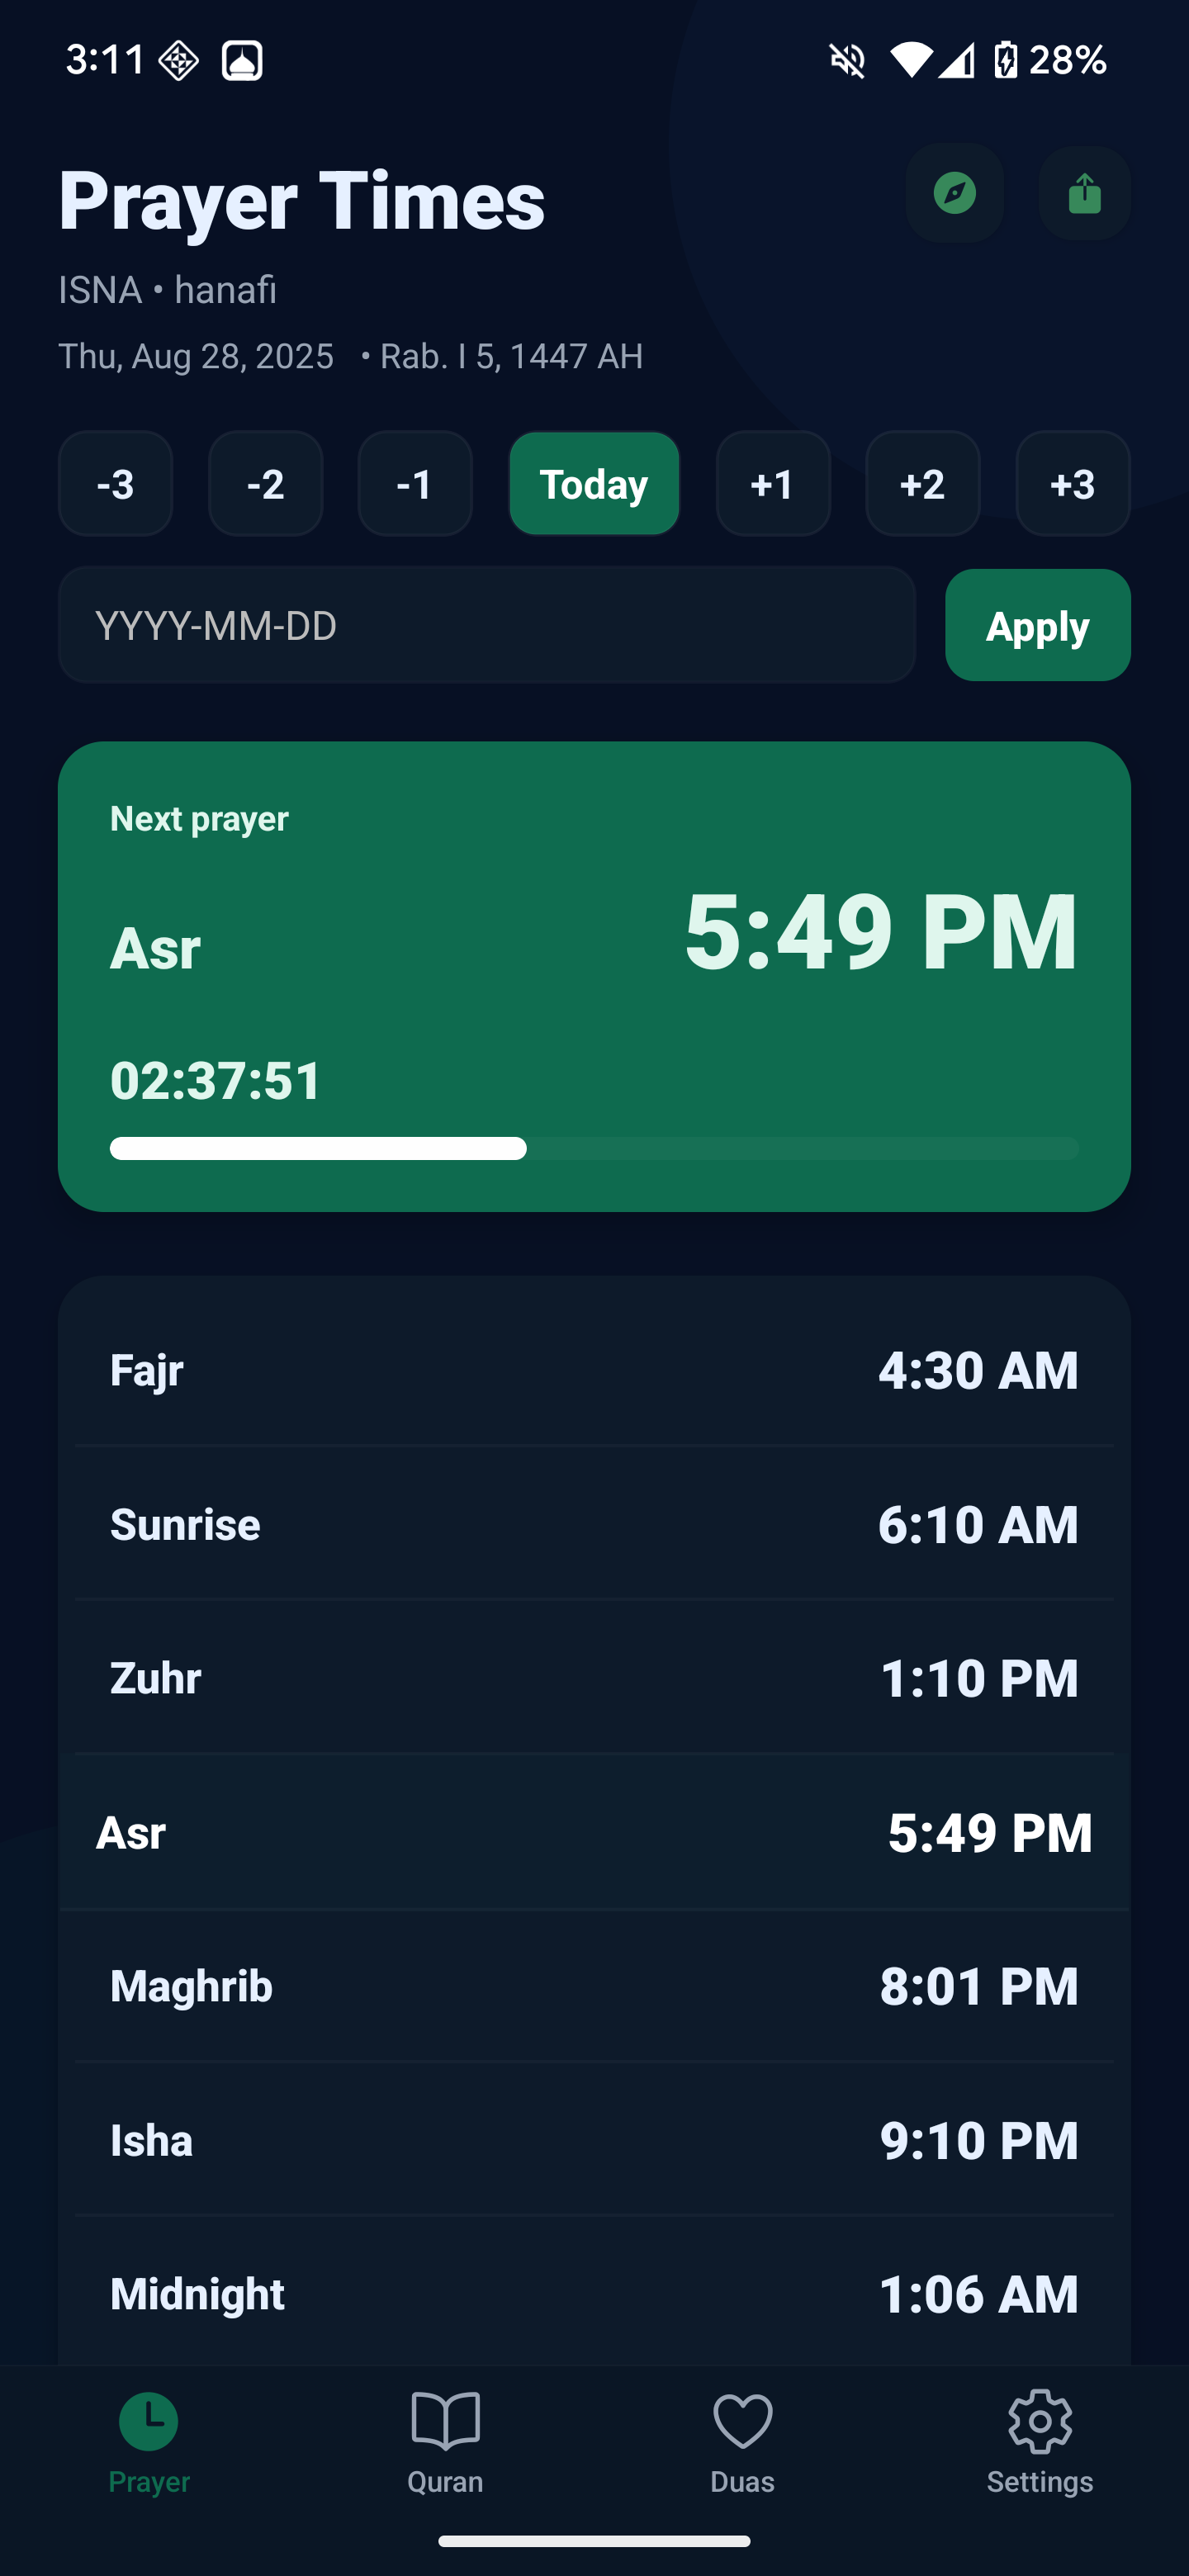 3:11 28%
Prayer Times
ISNA • hanafi
Thu, Aug 28, 2025 • Rab. I 5, 1447 AH
-3 -2 -1 Today +1 +2 +3
YYYY-MM-DD Apply
Next prayer
Asr 5:49 PM
02:37:51
Fajr 4:30 AM
Sunrise 6:10 AM
Zuhr 1:10 PM
Asr 5:49 PM
Maghrib 8:01 PM
Isha 9:10 PM
Midnight 1:06 AM
Prayer Quran Duas Settings